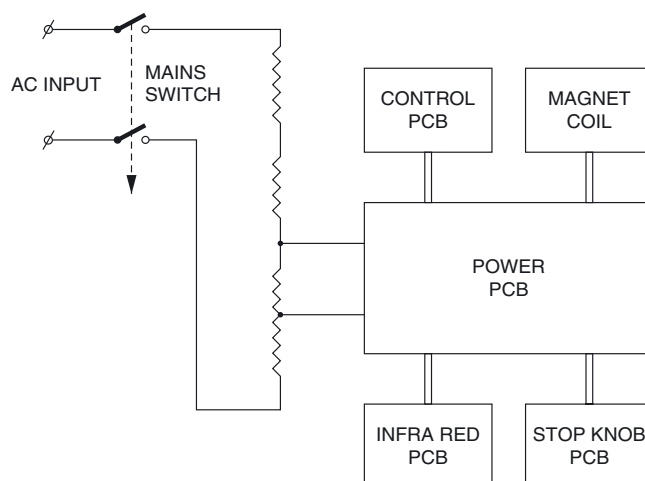 AC INPUT
MAINS
SWITCH
CONTROL
PCB
MAGNET
COIL
POWER
PCB
INFRA RED
PCB
STOP KNOB
PCB